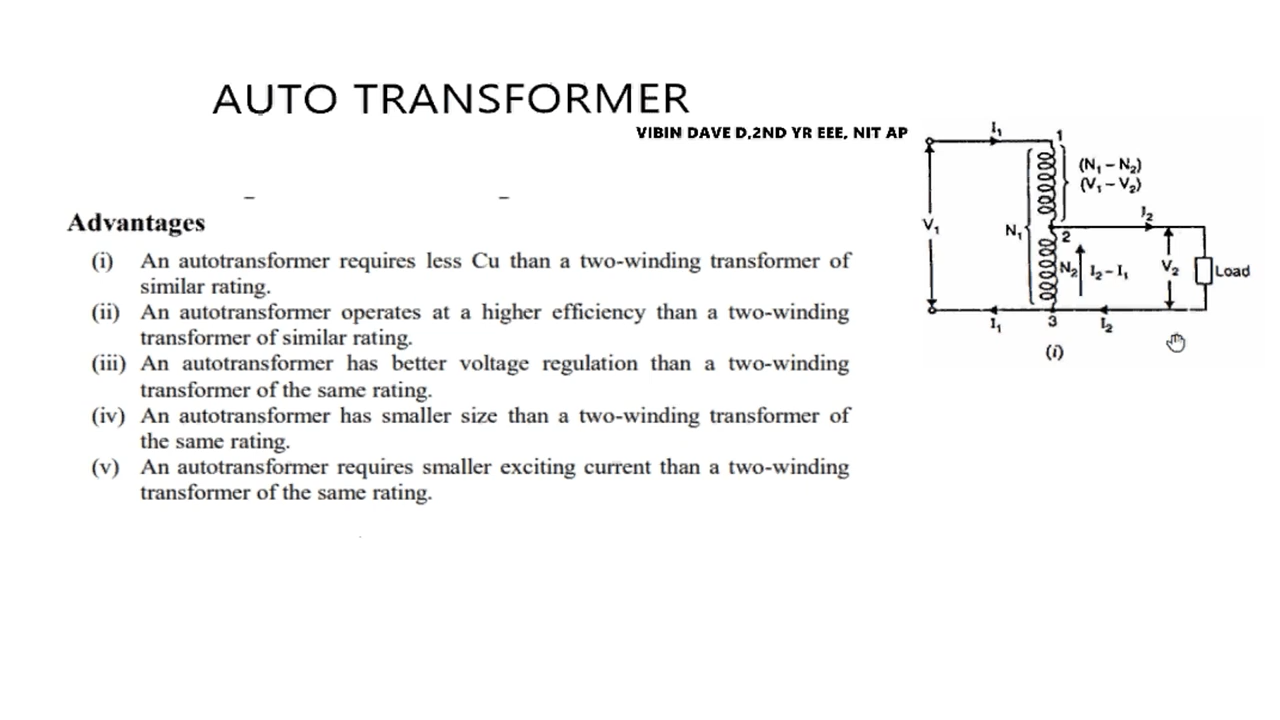 AUTO TRANSFORMER
VIBIN DAVE D,2ND YR EEE, NIT AP
Advantages
(i) An autotransformer requires less Cu than a two-winding transformer of
similar rating.
(ii) An autotransformer operates at a higher efficiency than a two-winding
transformer of similar rating.
(iii) An autotransformer has better voltage regulation than a two-winding
transformer of the same rating.
(iv) An autotransformer has smaller size than a two-winding transformer of
the same rating.
(v) An autotransformer requires smaller exciting current than a two-winding
transformer of the same rating.
I₁
1
(N₁ – N₂)
(V₁ – V₂)
I₂
V₁
N₁
2
N₂
I₂ – I₁
V₂
Load
I₁
3
I₂
(i)